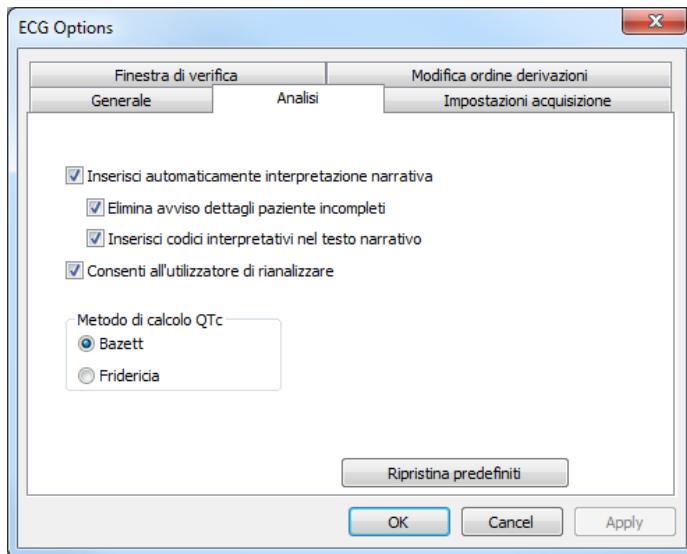 ECG Options
Finestra di verifica
Modifica ordine derivazioni
Generale
Analisi
Impostazioni acquisizione
Inserisci automaticamente interpretazione narrativa
Elimina avviso dettagli paziente incompleti
Inserisci codici interpretativi nel testo narrativo
Consenti all'utilizzatore di rianalizzare
Metodo di calcolo QTc
Bazett
Fridericia
Ripristina predefiniti
OK
Cancel
Apply